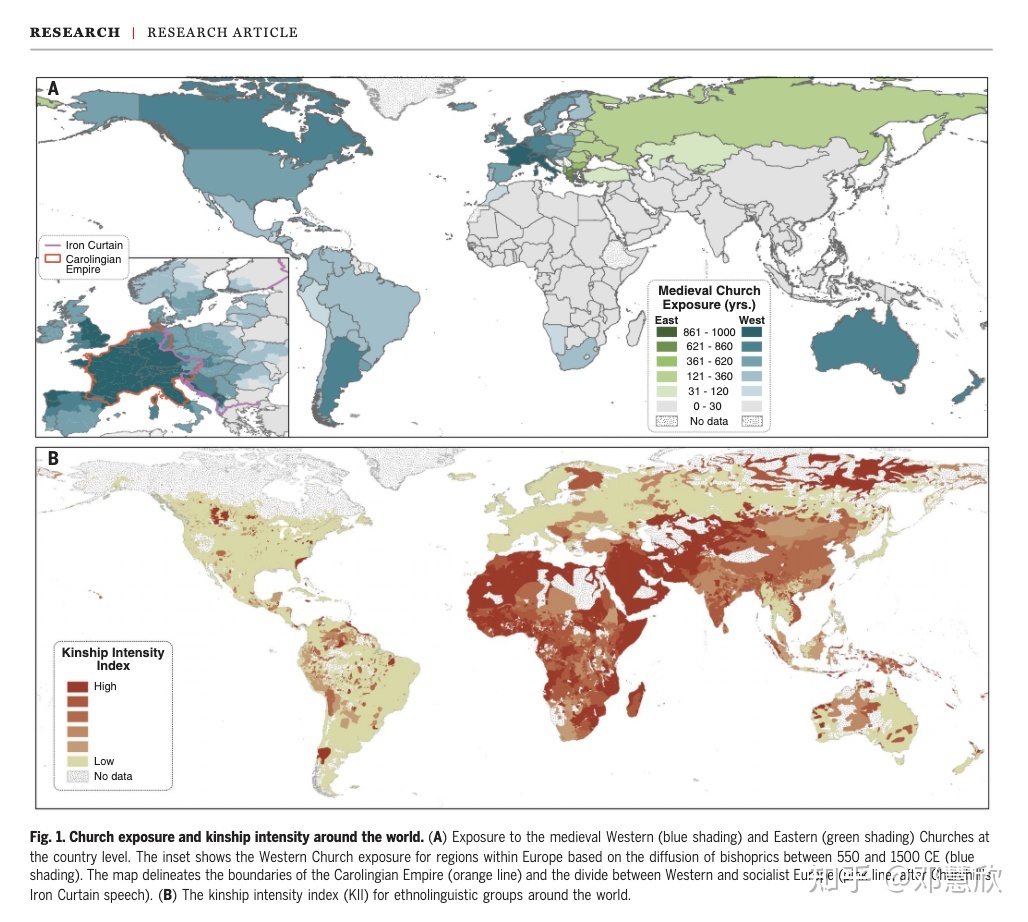 RESEARCH | RESEARCH ARTICLE
A
Iron Curtain
Carolingian
Empire
Medieval Church
Exposure (yrs.)
East West
861 - 1000
621 - 860
361 - 620
121 - 360
31 - 120
0 - 30
No data
B
Kinship Intensity
Index
High
Low
No data
Fig. 1. Church exposure and kinship intensity around the world. (A) Exposure to the medieval Western (blue shading) and Eastern (green shading) Churches at
the country level. The inset shows the Western Church exposure for regions within Europe based on the diffusion of bishoprics between 550 and 1500 CE (blue
shading). The map delineates the boundaries of the Carolingian Empire (orange line) and the divide between Western and socialist Europe (pink line, after Churchill's
Iron Curtain speech). (B) The kinship intensity index (KII) for ethnolinguistic groups around the world.
知乎 @邓慧欣